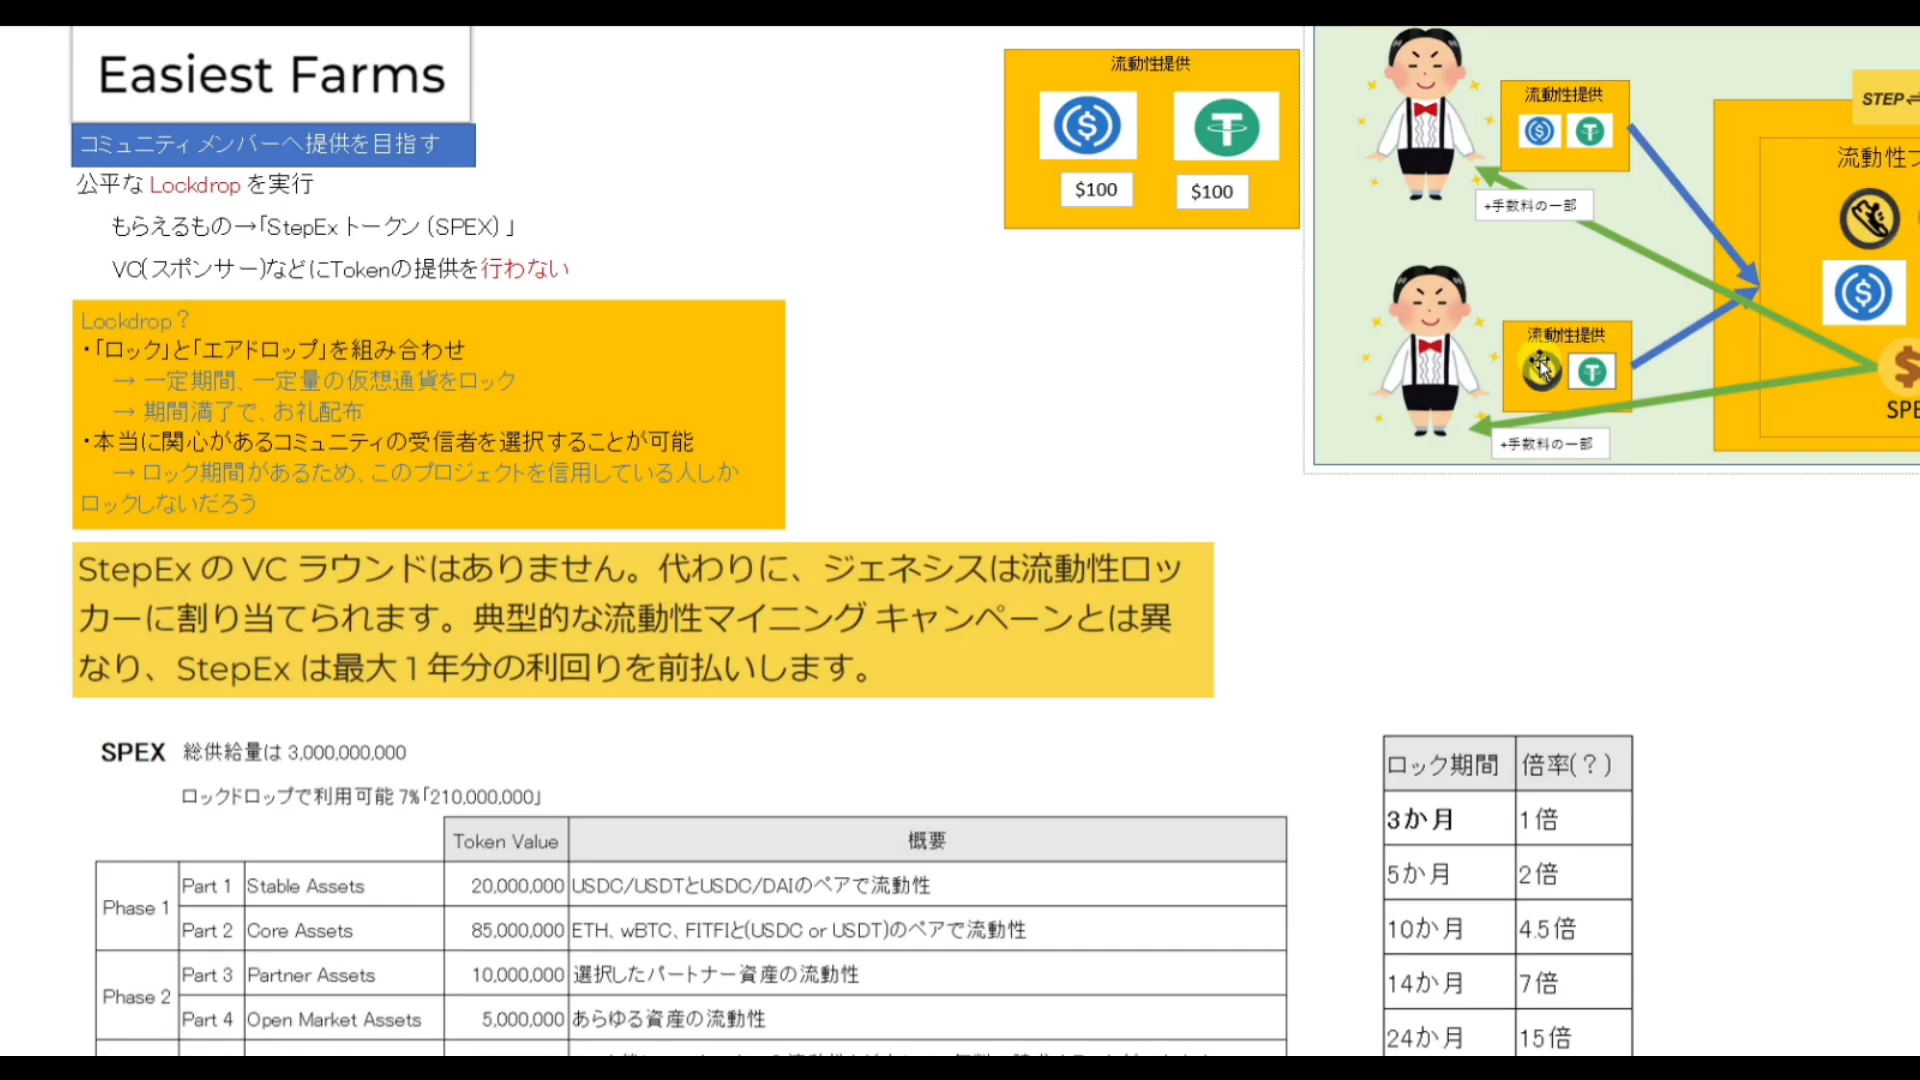 Easiest Farms
コミュニティメンバーへ提供を目指す
公平な Lockdrop を実行
もらえるもの→「StepEx トークン（SPEX）」
VC(スポンサー)などにTokenの提供を行わない
Lockdrop？
・「ロック」と「エアドロップ」を組み合わせ
→ 一定期間、一定量の仮想通貨をロック
→ 期間満了で、お礼配布
・本当に関心があるコミュニティの受信者を選択することが可能
→ ロック期間があるため、このプロジェクトを信用している人しか
ロックしないだろう
流動性提供
$100 $100
流動性提供
+手数料の一部
流動性提供
+手数料の一部
STEP
流動性プ
SPE
StepEx の VC ラウンドはありません。代わりに、ジェネシスは流動性ロッ
カーに割り当てられます。典型的な流動性マイニング キャンペーンとは異
なり、StepEx は最大 1 年分の利回りを前払いします。
SPEX 総供給量は 3,000,000,000
ロックドロップで利用可能 7%「210,000,000」
Token Value 概要
Phase 1 Part 1 Stable Assets 20,000,000 USDC/USDTとUSDC/DAIのペアで流動性
Part 2 Core Assets 85,000,000 ETH、wBTC、FITFIと(USDC or USDT)のペアで流動性
Phase 2 Part 3 Partner Assets 10,000,000 選択したパートナー資産の流動性
Part 4 Open Market Assets 5,000,000 あらゆる資産の流動性
ロック期間 倍率(？)
3か月 1倍
5か月 2倍
10か月 4.5倍
14か月 7倍
24か月 15倍